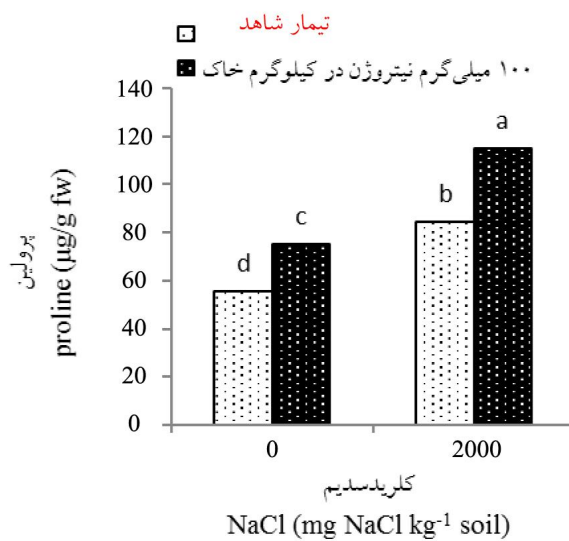 تیمار شاهد
۱۰۰ میلی‌گرم نیتروژن در کیلوگرم خاک
140
120
100
80
60
40
20
0
پرولین
proline (µg/g fw)
d
c
b
a
0
2000
کلریدسدیم
NaCl (mg NaCl kg⁻¹ soil)